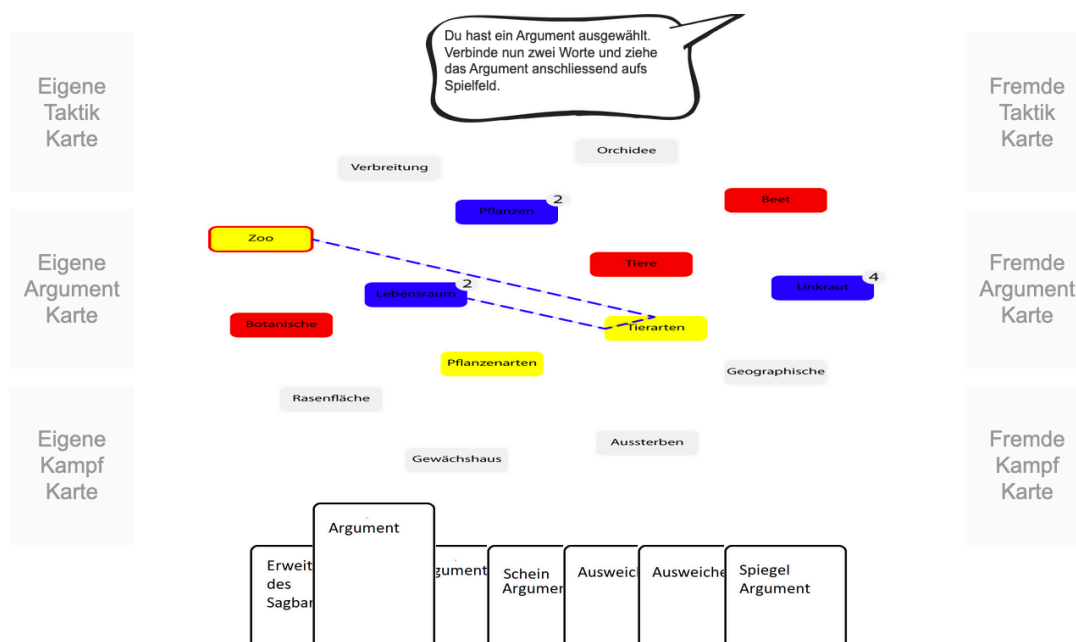 Du hast ein Argument ausgewählt.
Verbinde nun zwei Worte und ziehe
das Argument anschliessend aufs
Spielfeld.
Eigene
Taktik
Karte
Fremde
Taktik
Karte
Orchidee
Verbreitung
Pflanzen
2
Beet
Zoo
Tiere
Eigene
Argument
Karte
Fremde
Argument
Karte
Lebensraum
2
Unkraut
4
Botanische
Tierarten
Pflanzenarten
Geographische
Rasenfläche
Eigene
Kampf
Karte
Fremde
Kampf
Karte
Aussterben
Gewächshaus
Argument
Erweit
des
Sagbar
gument
Schein
Argumen
Ausweic
Ausweiche
Spiegel
Argument